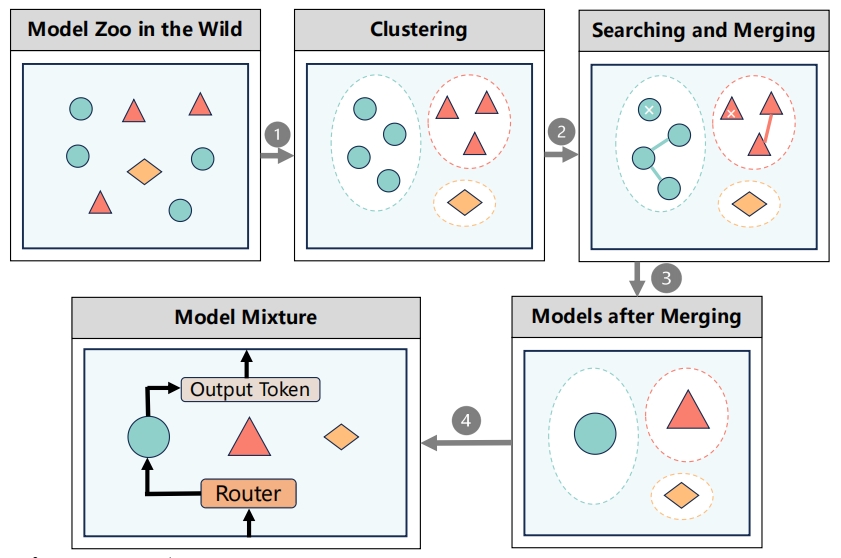 Model Zoo in the Wild
Clustering
Searching and Merging
1
2
3
Model Mixture
Models after Merging
Output Token
4
Router